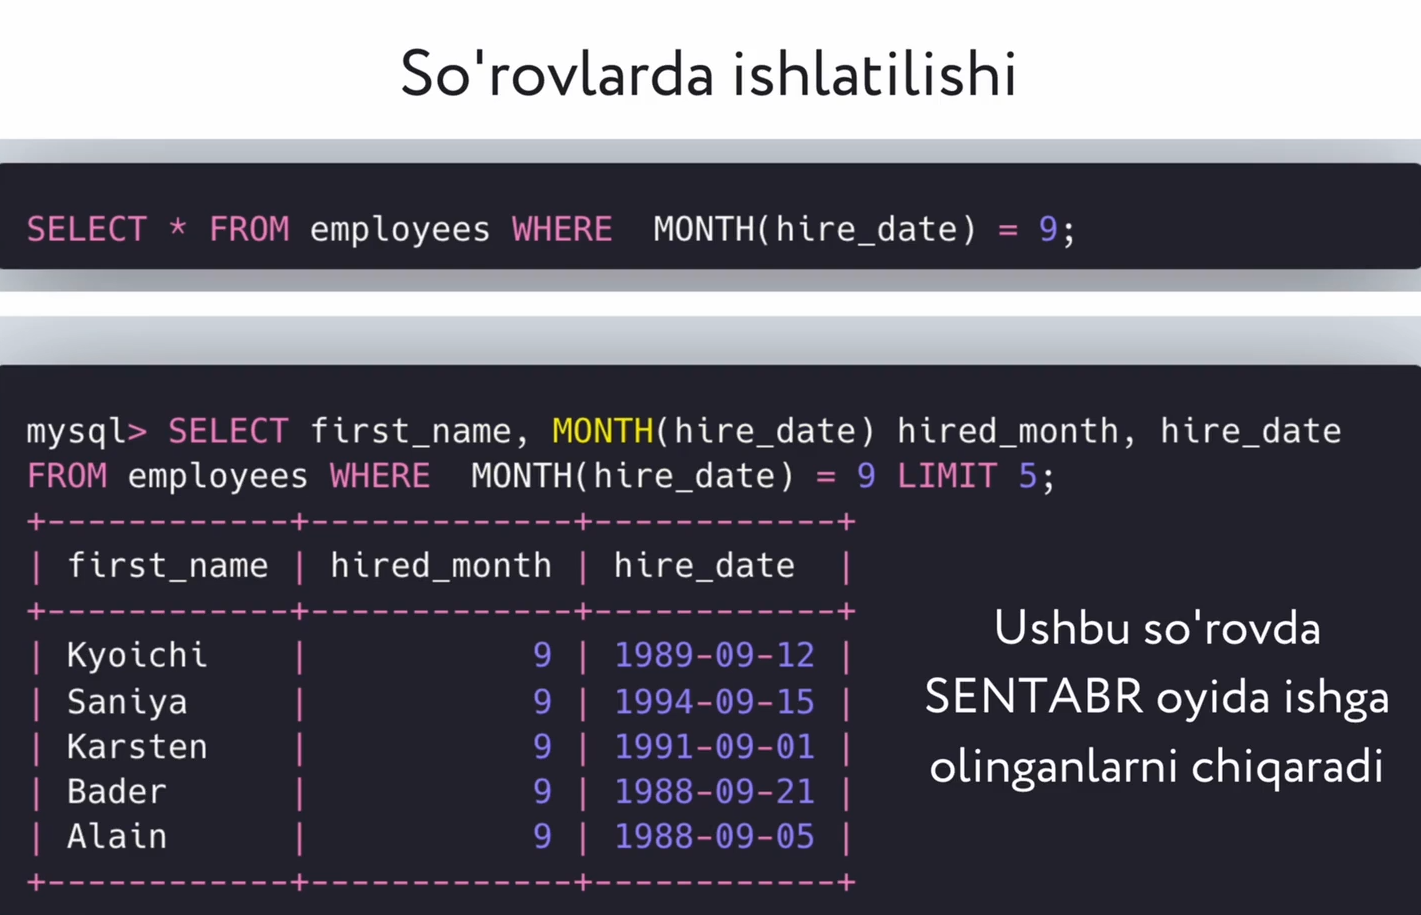 So'rovlarda ishlatilishi
SELECT * FROM employees WHERE  MONTH(hire_date) = 9;
mysql> SELECT first_name, MONTH(hire_date) hired_month, hire_date
FROM employees WHERE  MONTH(hire_date) = 9 LIMIT 5;
+------------+-------------+------------+
| first_name | hired_month | hire_date  |
+------------+-------------+------------+
| Kyoichi    |           9 | 1989-09-12 |
| Saniya     |           9 | 1994-09-15 |
| Karsten    |           9 | 1991-09-01 |
| Bader      |           9 | 1988-09-21 |
| Alain      |           9 | 1988-09-05 |
+------------+-------------+------------+
Ushbu so'rovda
SENTABR oyida ishga
olinganlarni chiqaradi